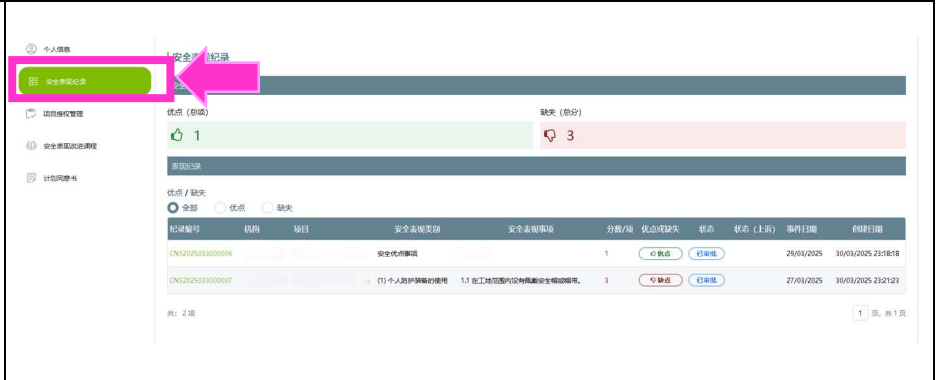 个人信息
安全表现纪录
项目授权管理
安全表现改进课程
计划同意书
安全表现纪录
优点（总项）
缺失（总分）
1
3
表现纪录
优点 / 缺失
全部 优点 缺失
纪录编号 机构 项目 安全表现类别 安全表现事项 分数/项 优点或缺失 状态 状态（上诉） 事件日期 创建日期
CNS2025033000006 安全优点事项 1 优点 已审批 29/03/2025 30/03/2025 23:18:18
CNS2025033000007 (1) 个人防护装备的使用 1.1 在工地范围内没有佩戴安全帽或帽带。 3 缺点 已审批 27/03/2025 30/03/2025 23:21:23
共： 2 项
1 页，共 1 页